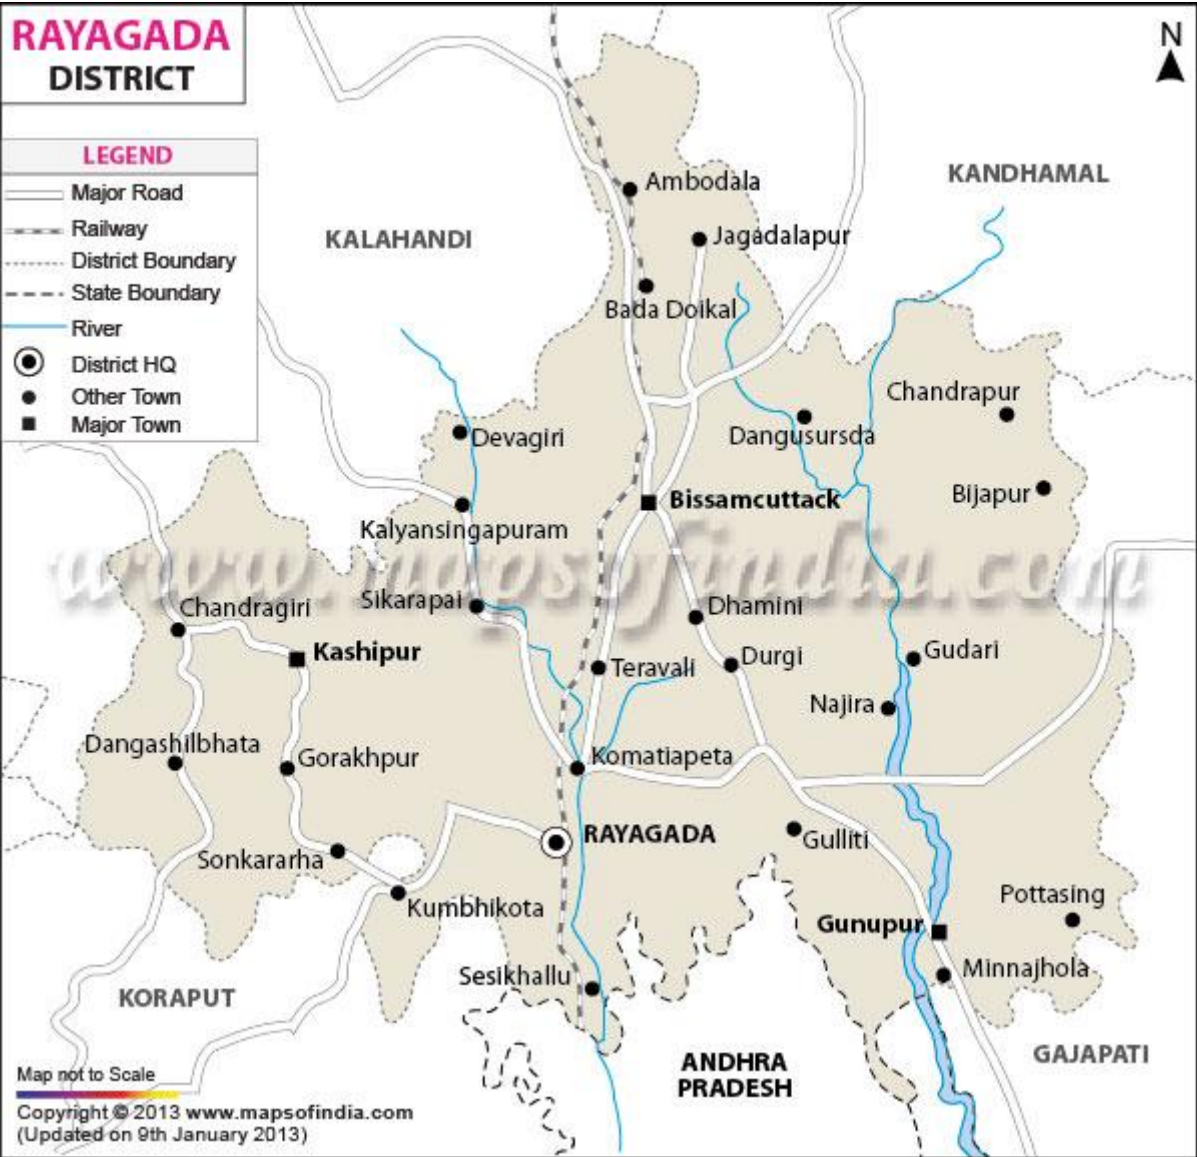 RAYAGADA
DISTRICT
N
LEGEND
Major Road
Railway
District Boundary
State Boundary
River
District HQ
Other Town
Major Town
KALAHANDI
KANDHAMAL
Ambodala
Jagadalapur
Bada Doikal
Chandrapur
Dangusursda
Devagiri
Bijapur
Bissamcuttack
Kalyansingapuram
www.mapsofindia.com
Chandragiri
Sikarapai
Dhamini
Kashipur
Teravali
Durgi
Gudari
Najira
Dangashilbhata
Gorakhpur
Komatiapeta
RAYAGADA
Gulliti
Sonkararha
Kumbhikota
Pottasing
Gunupur
Sesikhallu
Minnajhola
KORAPUT
ANDHRA
PRADESH
GAJAPATI
Map not to Scale
Copyright © 2013 www.mapsofindia.com
(Updated on 9th January 2013)